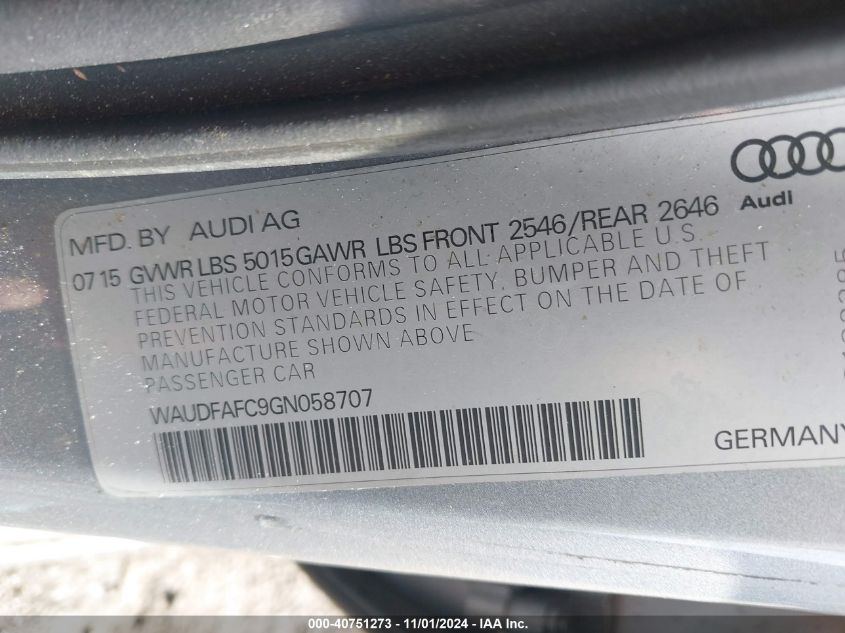 Audi
MFD. BY AUDI AG
07 15 GVWR LBS 5015 GAWR LBS FRONT 2546/REAR 2646
THIS VEHICLE CONFORMS TO ALL APPLICABLE U.S.
FEDERAL MOTOR VEHICLE SAFETY, BUMPER AND THEFT
PREVENTION STANDARDS IN EFFECT ON THE DATE OF
MANUFACTURE SHOWN ABOVE
PASSENGER CAR
WAUDFAFC9GN058707
GERMANY
000-40751273 - 11/01/2024 - IAA Inc.